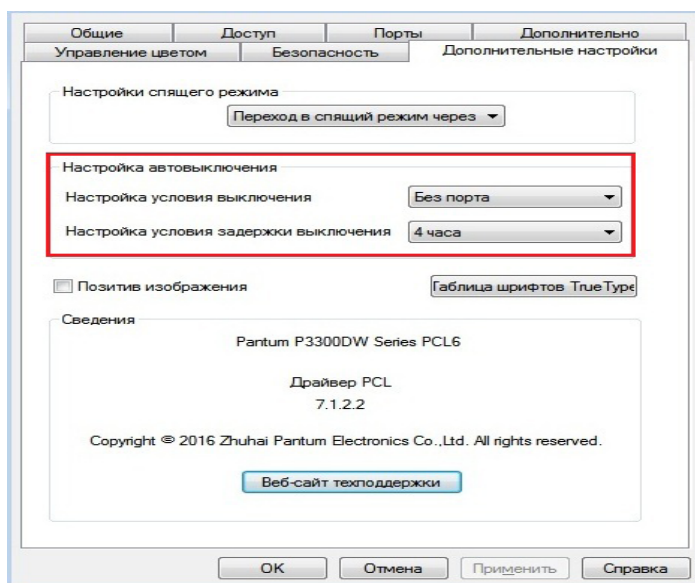 Общие Доступ Порты Дополнительно
Управление цветом Безопасность Дополнительные настройки
Настройки спящего режима
Переход в спящий режим через
Настройка автовыключения
Настройка условия выключения Без порта
Настройка условия задержки выключения 4 часа
Позитив изображения Таблица шрифтов TrueType
Сведения
Pantum P3300DW Series PCL6
Драйвер PCL
7.1.2.2
Copyright © 2016 Zhuhai Pantum Electronics Co.,Ltd. All rights reserved.
Веб-сайт техподдержки
OK Отмена Применить Справка